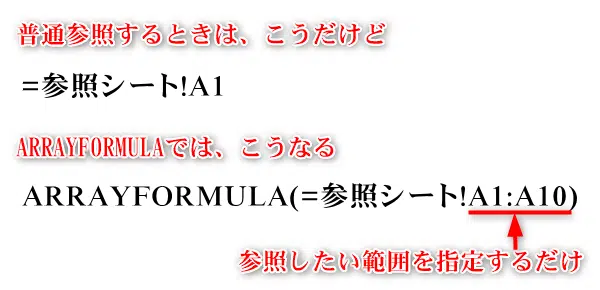 普通参照するときは、こうだけど
=参照シート!A1
ARRAYFORMULAでは、こうなる
ARRAYFORMULA(=参照シート!A1:A10)
参照したい範囲を指定するだけ